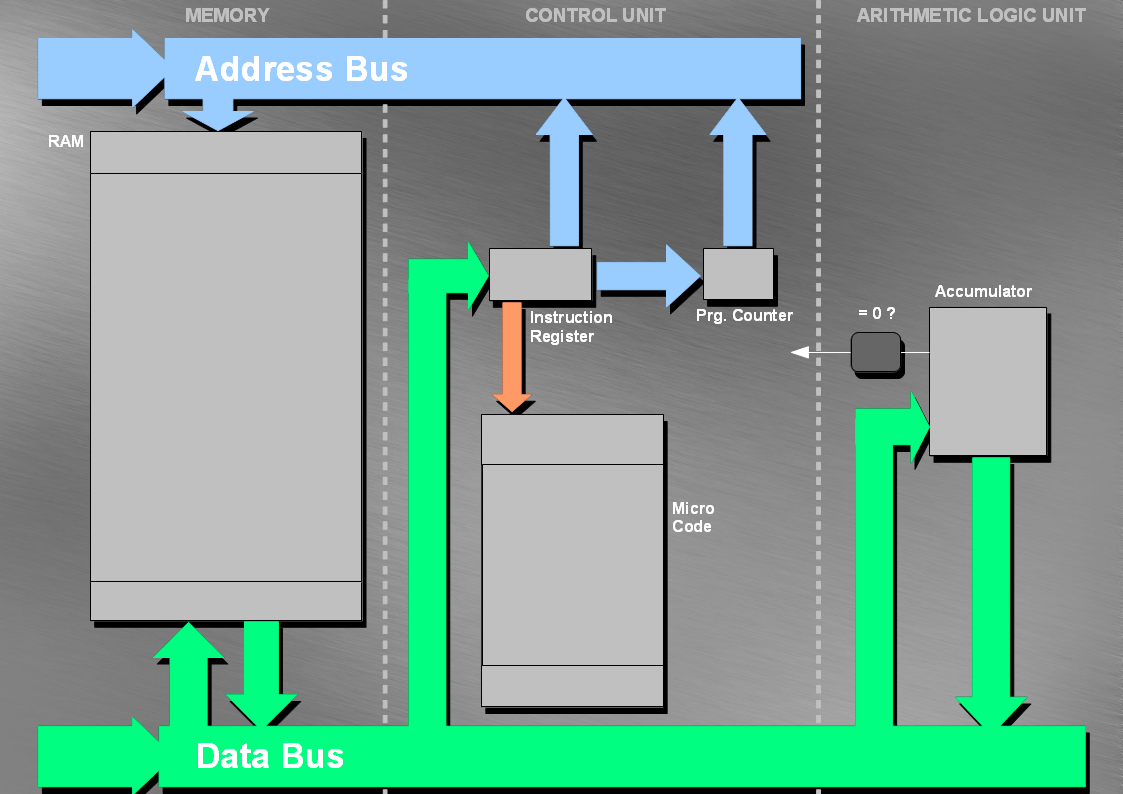 MEMORY
CONTROL UNIT
ARITHMETIC LOGIC UNIT
Address Bus
RAM
Instruction
Register
Prg. Counter
= 0 ?
Accumulator
Micro
Code
Data Bus